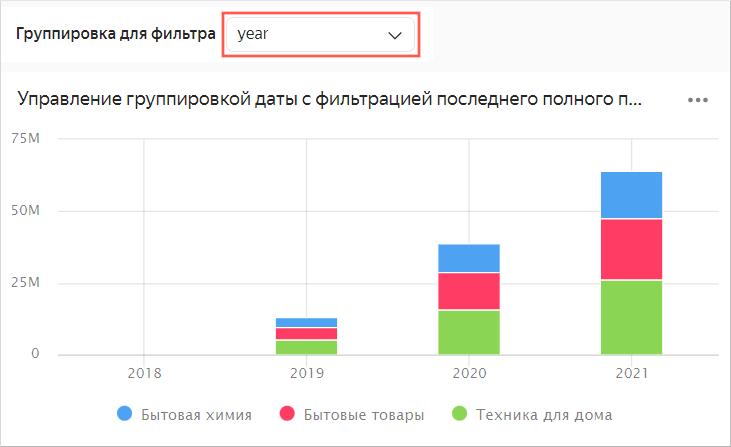 Группировка для фильтра year
Управление группировкой даты с фильтрацией последнего полного п...
75M
50M
25M
0
2018 2019 2020 2021
Бытовая химия Бытовые товары Техника для дома